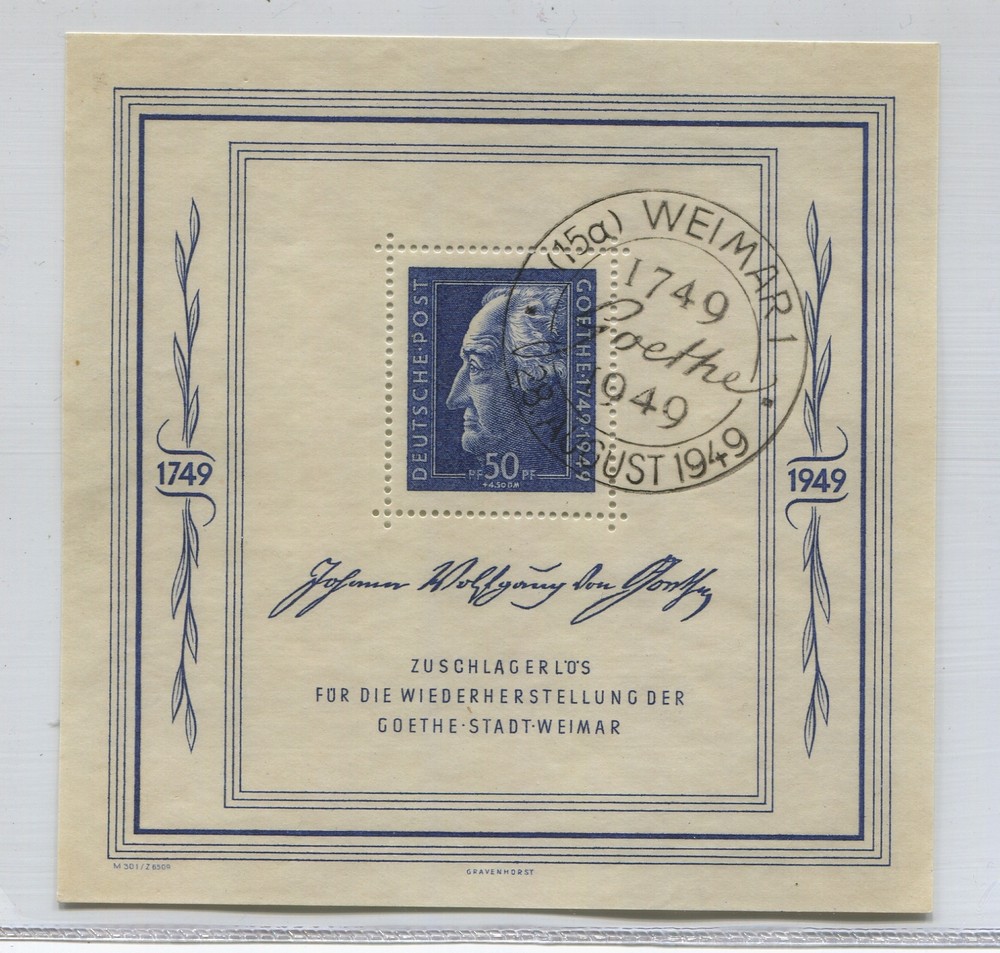 (15a) WEIMAR 1
1749
Goethe
1949
28. AUGUST 1949
DEUTSCHE·POST
GOETHE·1749·1949
PF 50 PF
+4.50 DM
1749
1949
Johann Wolfgang von Goethe
ZUSCHLAGERLÖS
FÜR DIE WIEDERHERSTELLUNG DER
GOETHE·STADT·WEIMAR
M 301/Z 6509
GRAVENHORST